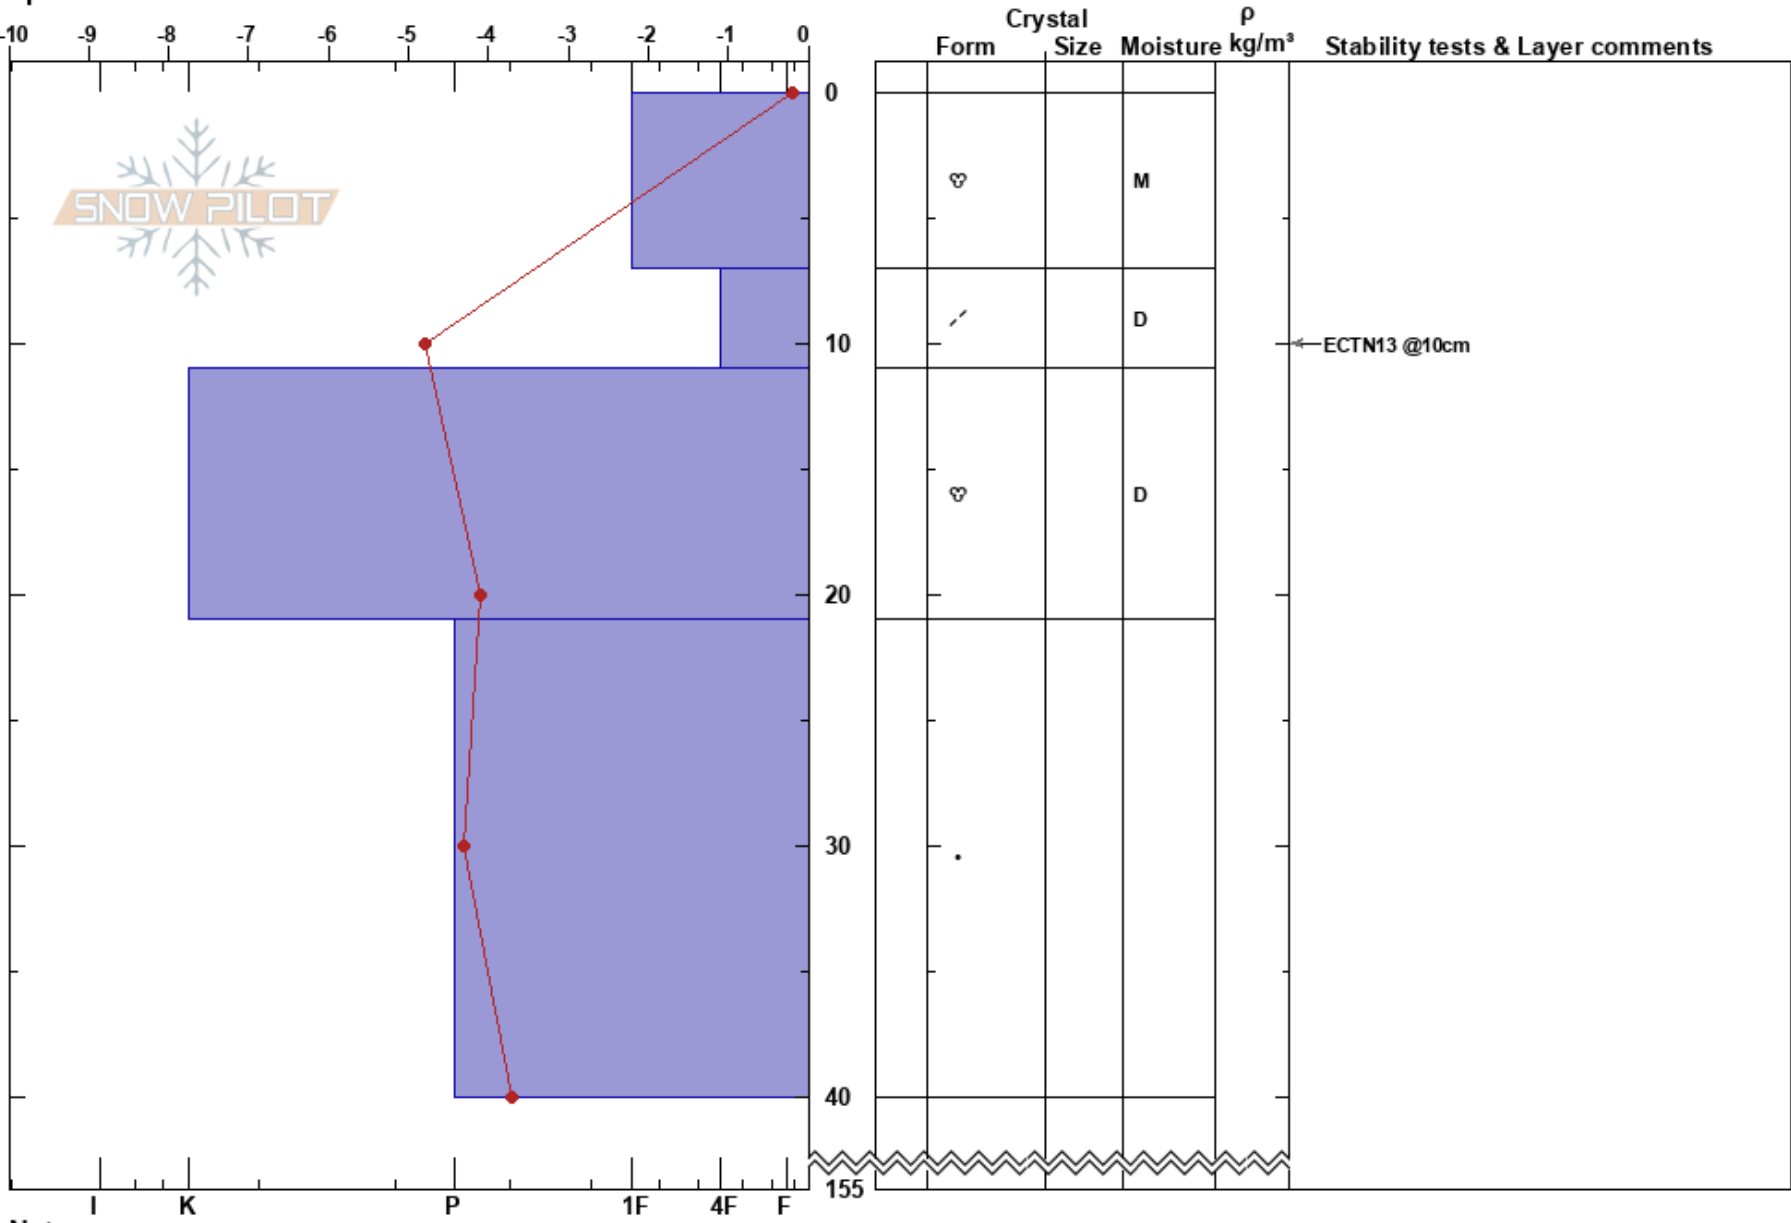 Crystal ρ
-10 -9 -8 -7 -6 -5 -4 -3 -2 -1 0 Form Size Moisture kg/m³ Stability tests & Layer comments
0
SNOW PILOT
M
D
10 ECTN13 @10cm
D
20
30
40
155
I K P 1F 4F F